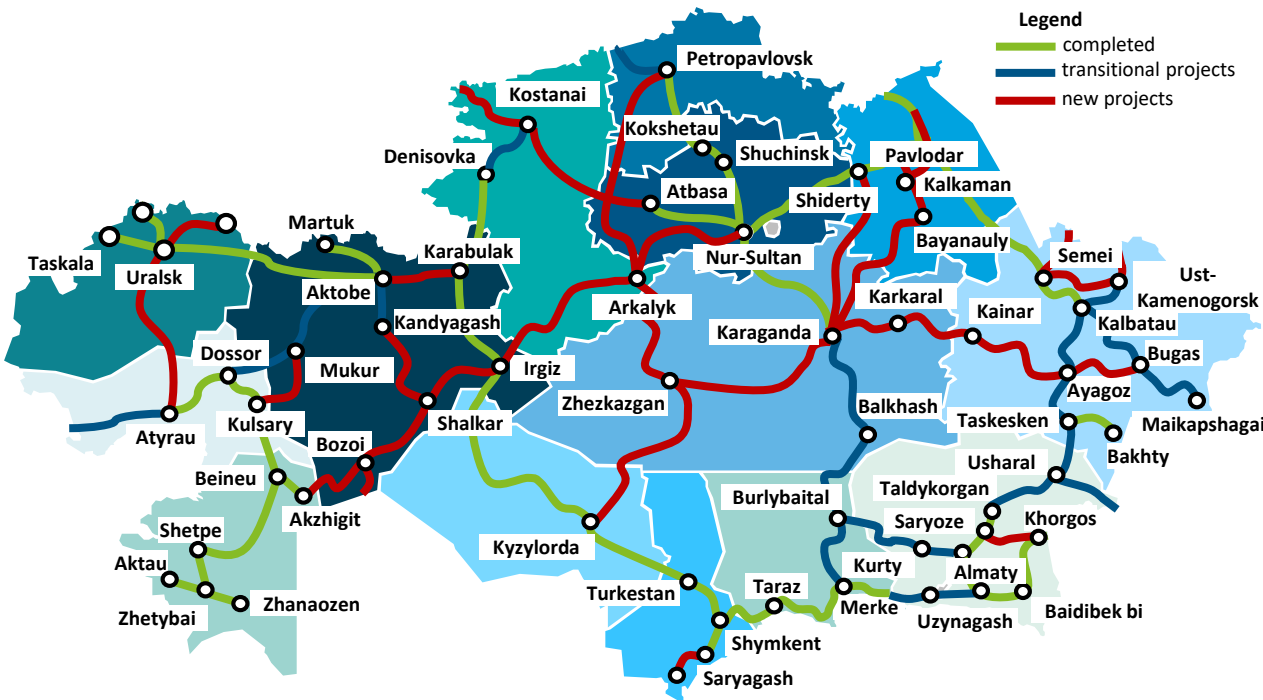 Legend
completed
transitional projects
new projects
Petropavlovsk
Kostanai
Kokshetau
Shuchinsk
Denisovka
Pavlodar
Kalkaman
Atbasa
Shiderty
Martuk
Karabulak
Bayanauly
Taskala
Uralsk
Nur-Sultan
Semei
Ust-
Kamenogorsk
Aktobe
Arkalyk
Karkaral
Kainar
Kandyagash
Karaganda
Kalbatau
Dossor
Mukur
Irgiz
Bugas
Zhezkazgan
Ayagoz
Atyrau
Kulsary
Shalkar
Balkhash
Taskesken
Maikapshagai
Bozoi
Bakhty
Beineu
Usharal
Akzhigit
Burlybaital
Taldykorgan
Shetpe
Saryoze
Khorgos
Kyzylorda
Aktau
Kurty
Almaty
Turkestan
Taraz
Zhanaozen
Merke
Baidibek bi
Zhetybai
Uzynagash
Shymkent
Saryagash